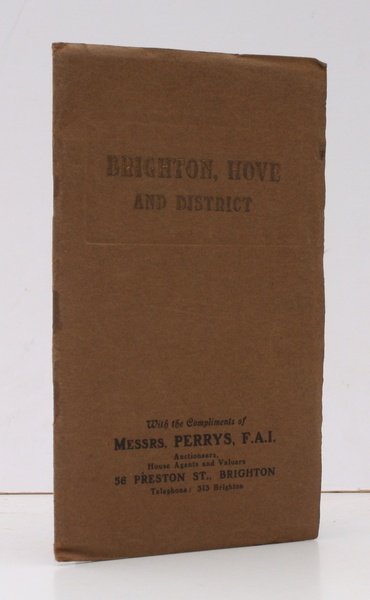 BRIGHTON, HOVE
AND DISTRICT
With the Compliments of
MESSRS. PERRYS, F.A.I.
Auctioneers,
House Agents and Valuers
56 PRESTON ST., BRIGHTON
Telephone: 313 Brighton